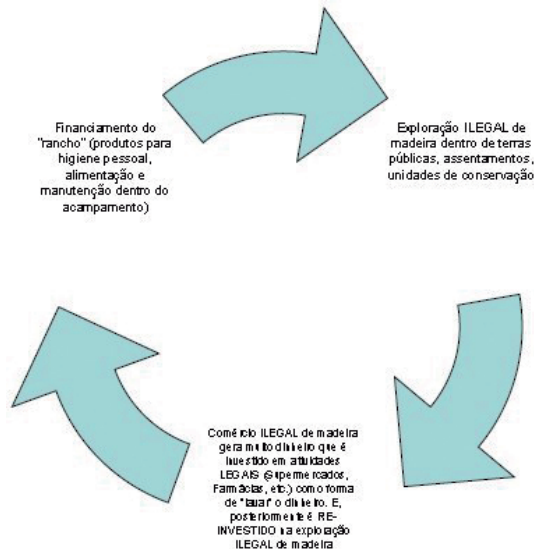 Financiamento do
"rancho" (produtos para
higiene pessoal,
alimentação e
manutenção dentro do
acampamento)
Exploração ILEGAL de
madeira dentro de terras
públicas, assentamentos,
unidades de conservação
Comércio ILEGAL de madeira
gera muito dinheiro que é
investido em atividades
LEGAIS (Supermercados,
Farmácias, etc.) como forma
de "lavar" o dinheiro. E,
posteriormente é RE-
INVESTIDO na exploração
ILEGAL de madeira